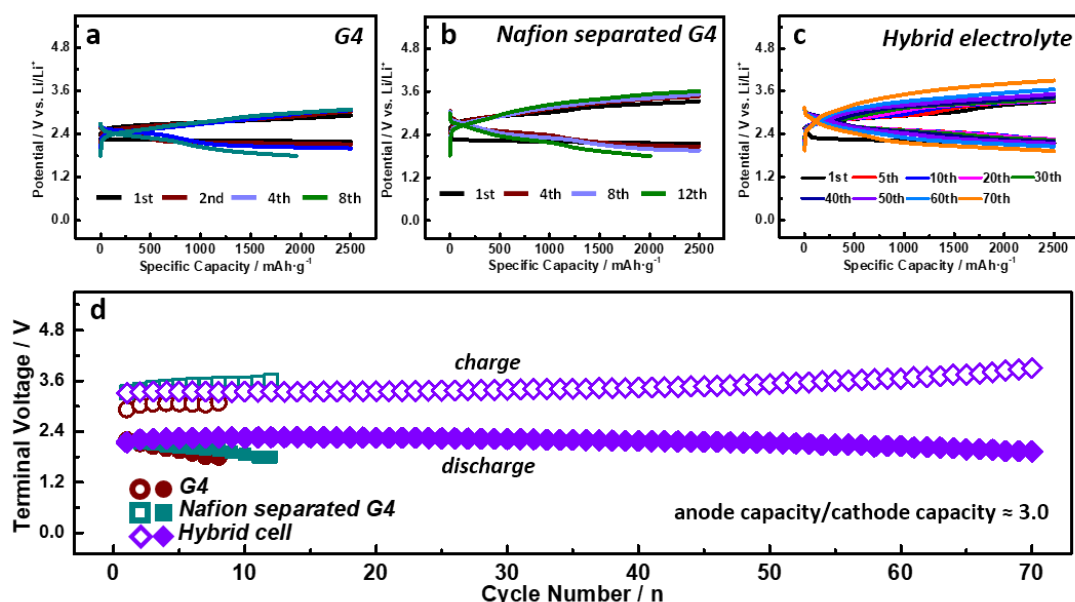 a
G4
Potential / V vs. Li/Li⁺
4.8
3.6
2.4
1.2
0.0
1st 2nd 4th 8th
0 500 1000 1500 2000 2500
Specific Capacity / mAh·g⁻¹
b
Nafion separated G4
Potential / V vs. Li/Li⁺
4.8
3.6
2.4
1.2
0.0
1st 4th 8th 12th
0 500 1000 1500 2000 2500
Specific Capacity / mAh·g⁻¹
c
Hybrid electrolyte
Potential / V vs. Li/Li⁺
4.8
3.6
2.4
1.2
0.0
1st 5th 10th 20th 30th
40th 50th 60th 70th
0 500 1000 1500 2000 2500
Specific Capacity / mAh·g⁻¹
d
Terminal Voltage / V
4.8
3.6
2.4
1.2
0.0
charge
discharge
G4
Nafion separated G4
Hybrid cell
anode capacity/cathode capacity ≈ 3.0
0 10 20 30 40 50 60 70
Cycle Number / n